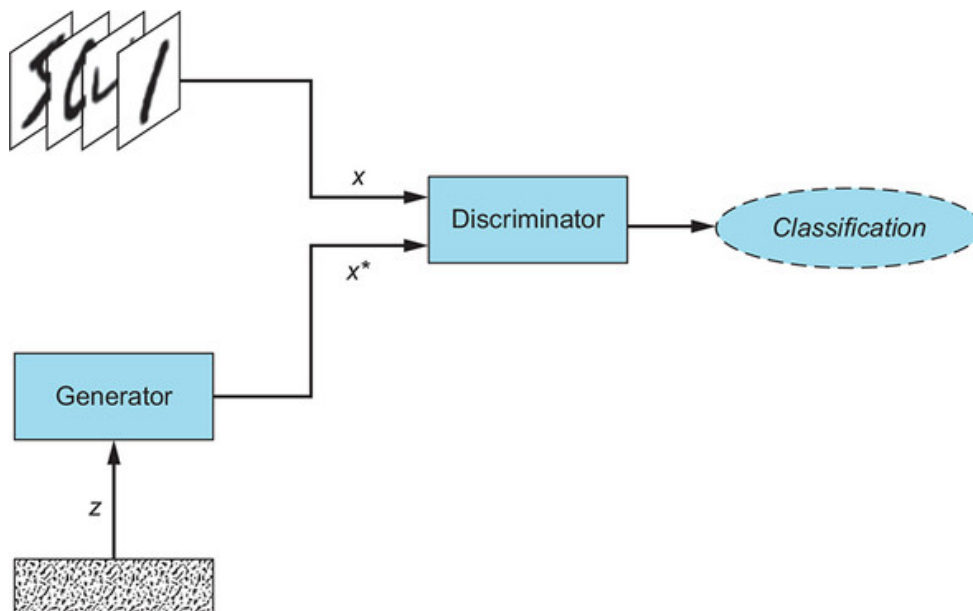 x
Discriminator
Classification
x*
Generator
z